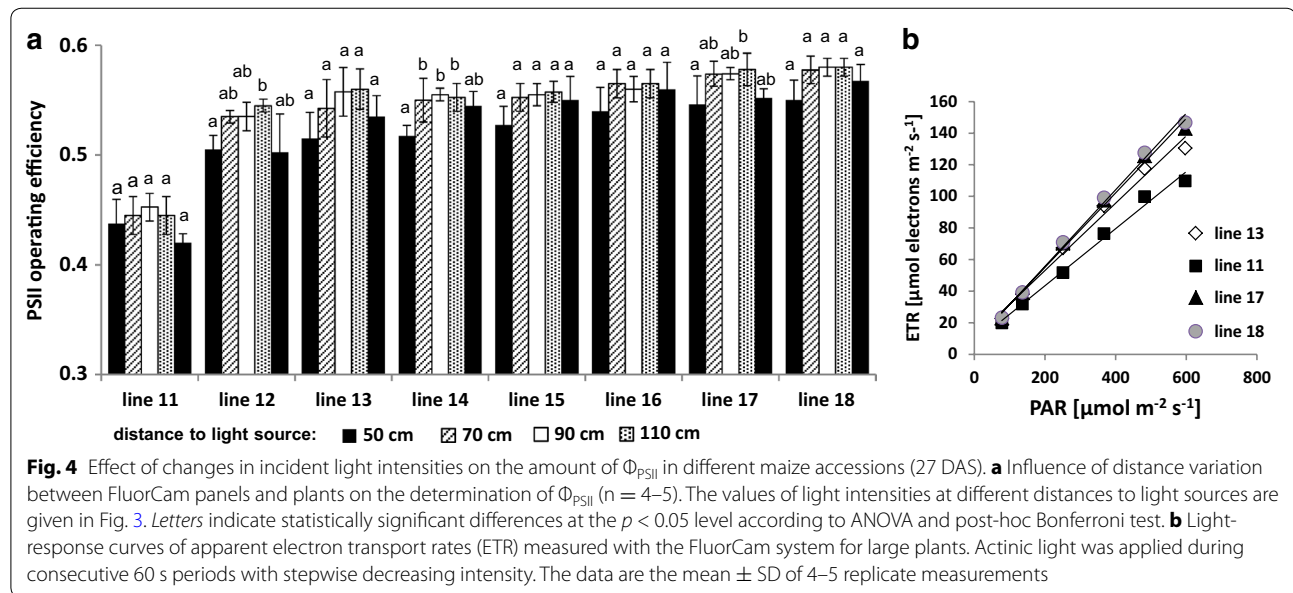 a
b
0.6
0.5
0.4
0.3
PSII operating efficiency
a a a a a
a ab ab b ab
a a a a a
a b a b ab
a a a a a
a a a a a
a ab ab b ab
a a a a a
line 11 line 12 line 13 line 14 line 15 line 16 line 17 line 18
distance to light source: 50 cm 70 cm 90 cm 110 cm
160
140
120
100
80
60
40
20
0
ETR [µmol electrons m-2 s-1]
line 13
line 11
line 17
line 18
0 200 400 600 800
PAR [µmol m-2 s-1]
Fig. 4 Effect of changes in incident light intensities on the amount of ΦPSII in different maize accessions (27 DAS). a Influence of distance variation
between FluorCam panels and plants on the determination of ΦPSII (n = 4–5). The values of light intensities at different distances to light sources are
given in Fig. 3. Letters indicate statistically significant differences at the p < 0.05 level according to ANOVA and post-hoc Bonferroni test. b Light-
response curves of apparent electron transport rates (ETR) measured with the FluorCam system for large plants. Actinic light was applied during
consecutive 60 s periods with stepwise decreasing intensity. The data are the mean ± SD of 4–5 replicate measurements